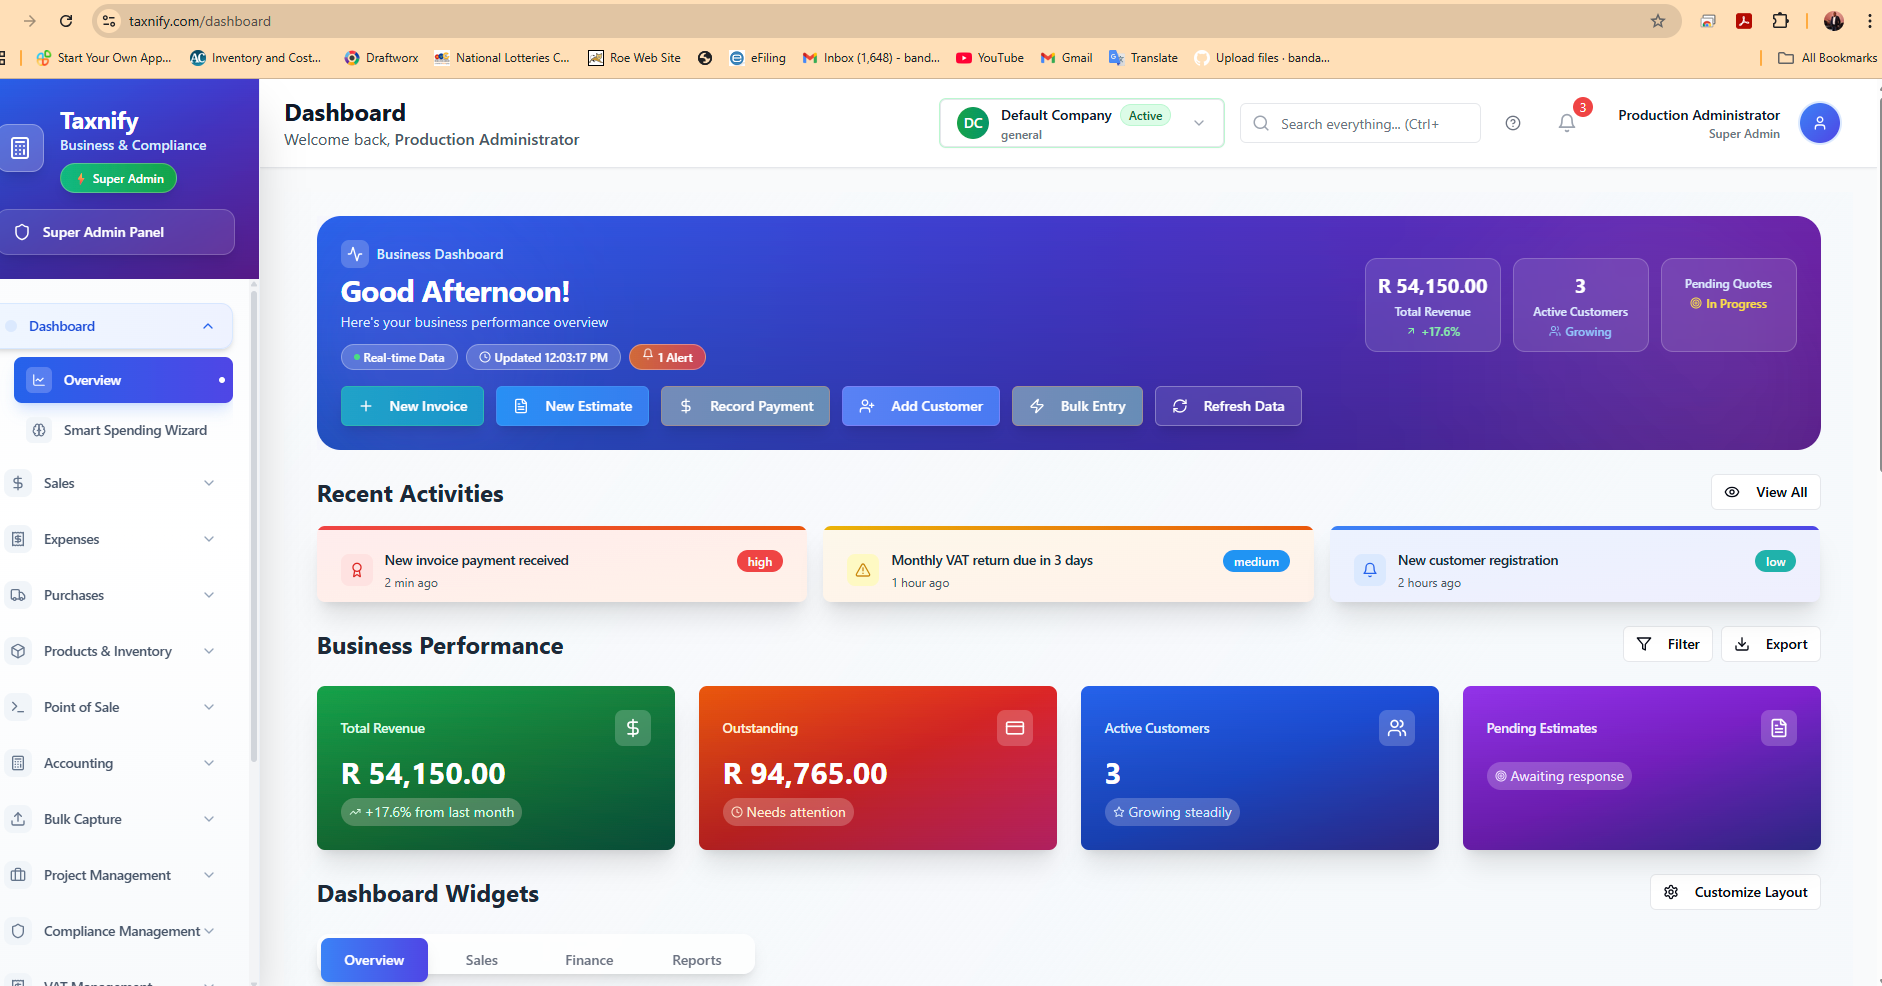 taxnify.com/dashboard
Start Your Own App...
Inventory and Cost...
Draftworx
National Lotteries C...
Roe Web Site
eFiling
Inbox (1,648) - band...
YouTube
Gmail
Translate
Upload files · banda...
All Bookmarks
Taxnify
Business & Compliance
Super Admin
Super Admin Panel
Dashboard
Overview
Smart Spending Wizard
Sales
Expenses
Purchases
Products & Inventory
Point of Sale
Accounting
Bulk Capture
Project Management
Compliance Management
VAT Management
Dashboard
Welcome back, Production Administrator
DC
Default Company
Active
general
Search everything... (Ctrl+
3
Production Administrator
Super Admin
Business Dashboard
Good Afternoon!
Here's your business performance overview
Real-time Data
Updated 12:03:17 PM
1 Alert
New Invoice
New Estimate
Record Payment
Add Customer
Bulk Entry
Refresh Data
R 54,150.00
Total Revenue
+17.6%
3
Active Customers
Growing
Pending Quotes
In Progress
Recent Activities
View All
New invoice payment received
high
2 min ago
Monthly VAT return due in 3 days
medium
1 hour ago
New customer registration
low
2 hours ago
Business Performance
Filter
Export
Total Revenue
R 54,150.00
+17.6% from last month
Outstanding
R 94,765.00
Needs attention
Active Customers
3
Growing steadily
Pending Estimates
Awaiting response
Dashboard Widgets
Customize Layout
Overview
Sales
Finance
Reports